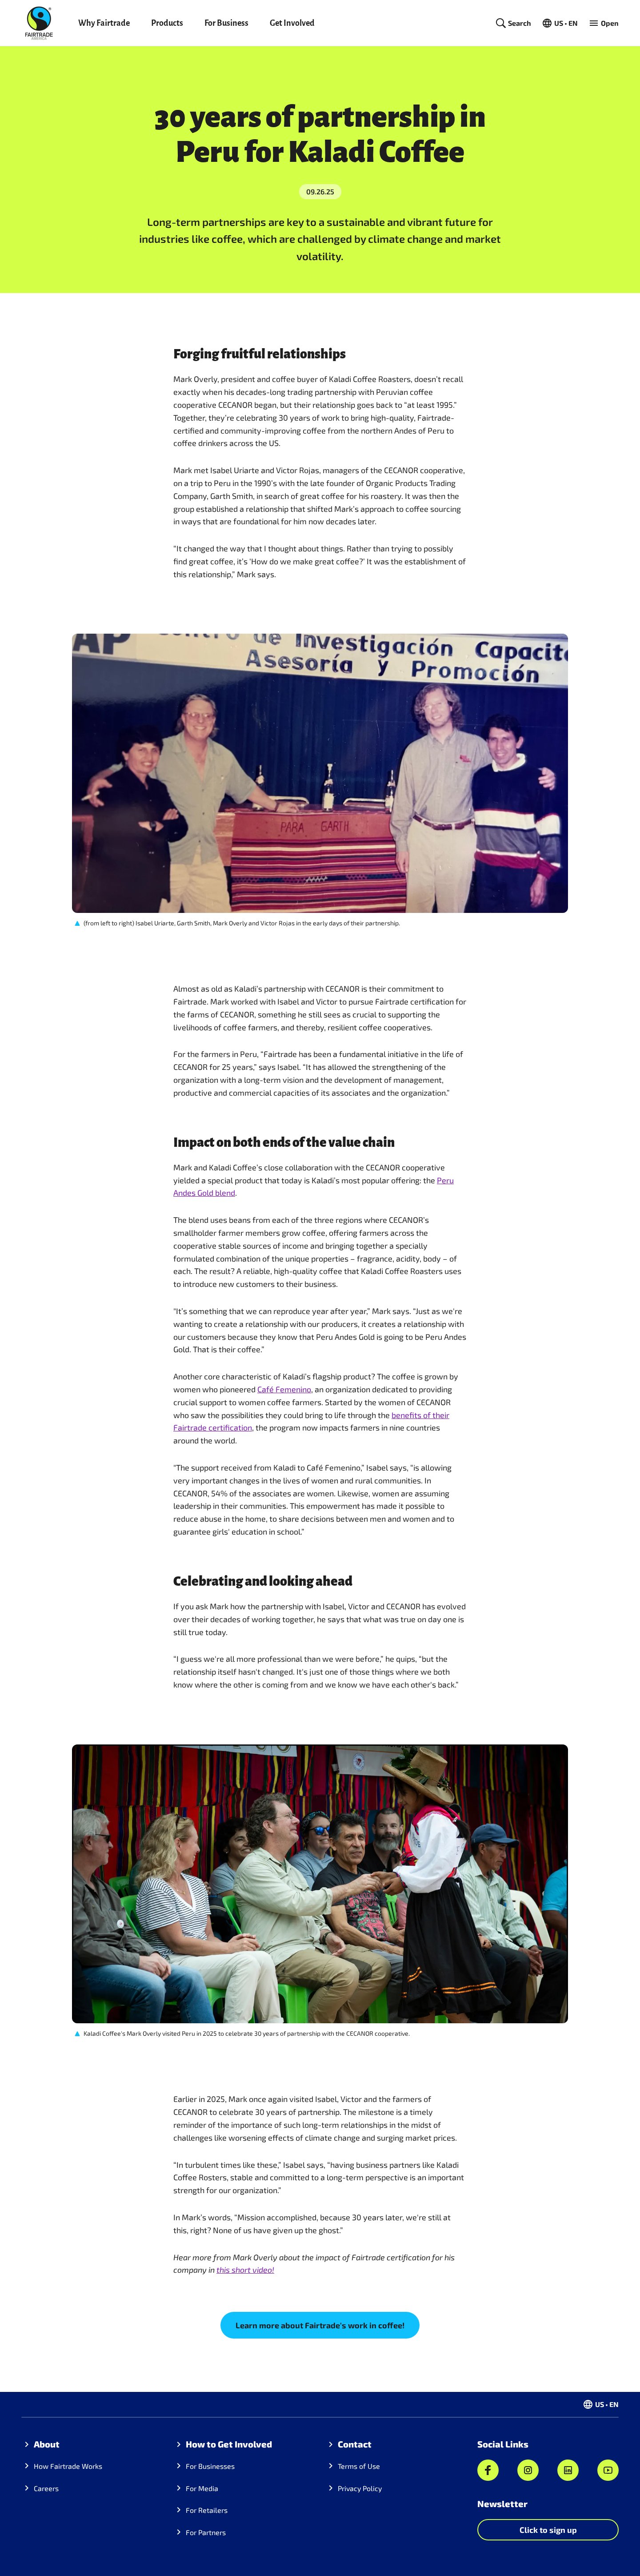 FAIRTRADE
AMERICA
Why Fairtrade
Products
For Business
Get Involved
Search
US • EN
Open
30 years of partnership in
Peru for Kaladi Coffee
09.26.25
Long-term partnerships are key to a sustainable and vibrant future for
industries like coffee, which are challenged by climate change and market
volatility.
Forging fruitful relationships
Mark Overly, president and coffee buyer of Kaladi Coffee Roasters, doesn’t recall
exactly when his decades-long trading partnership with Peruvian coffee
cooperative CECANOR began, but their relationship goes back to “at least 1995.”
Together, they’re celebrating 30 years of work to bring high-quality, Fairtrade-
certified and community-improving coffee from the northern Andes of Peru to
coffee drinkers across the US.
Mark met Isabel Uriarte and Victor Rojas, managers of the CECANOR cooperative,
on a trip to Peru in the 1990’s with the late founder of Organic Products Trading
Company, Garth Smith, in search of great coffee for his roastery. It was then the
group established a relationship that shifted Mark’s approach to coffee sourcing
in ways that are foundational for him now decades later.
“It changed the way that I thought about things. Rather than trying to possibly
find great coffee, it’s ‘How do we make great coffee?’ It was the establishment of
this relationship,” Mark says.
AP Centro de Investigación Capacit
Asesoría y Promoción
PARA GARTH
(from left to right) Isabel Uriarte, Garth Smith, Mark Overly and Victor Rojas in the early days of their partnership.
Almost as old as Kaladi’s partnership with CECANOR is their commitment to
Fairtrade. Mark worked with Isabel and Victor to pursue Fairtrade certification for
the farms of CECANOR, something he still sees as crucial to supporting the
livelihoods of coffee farmers, and thereby, resilient coffee cooperatives.
For the farmers in Peru, “Fairtrade has been a fundamental initiative in the life of
CECANOR for 25 years,” says Isabel. “It has allowed the strengthening of the
organization with a long-term vision and the development of management,
productive and commercial capacities of its associates and the organization.”
Impact on both ends of the value chain
Mark and Kaladi Coffee’s close collaboration with the CECANOR cooperative
yielded a special product that today is Kaladi’s most popular offering: the Peru
Andes Gold blend.
The blend uses beans from each of the three regions where CECANOR’s
smallholder farmer members grow coffee, offering farmers across the
cooperative stable sources of income and bringing together a specially
formulated combination of the unique properties – fragrance, acidity, body – of
each. The result? A reliable, high-quality coffee that Kaladi Coffee Roasters uses
to introduce new customers to their business.
“It’s something that we can reproduce year after year,” Mark says. “Just as we’re
wanting to create a relationship with our producers, it creates a relationship with
our customers because they know that Peru Andes Gold is going to be Peru Andes
Gold. That is their coffee.”
Another core characteristic of Kaladi’s flagship product? The coffee is grown by
women who pioneered Café Femenino, an organization dedicated to providing
crucial support to women coffee farmers. Started by the women of CECANOR
who saw the possibilities they could bring to life through the benefits of their
Fairtrade certification, the program now impacts farmers in nine countries
around the world.
“The support received from Kaladi to Café Femenino,” Isabel says, “is allowing
very important changes in the lives of women and rural communities. In
CECANOR, 54% of the associates are women. Likewise, women are assuming
leadership in their communities. This empowerment has made it possible to
reduce abuse in the home, to share decisions between men and women and to
guarantee girls’ education in school.”
Celebrating and looking ahead
If you ask Mark how the partnership with Isabel, Victor and CECANOR has evolved
over their decades of working together, he says that what was true on day one is
still true today.
“I guess we’re all more professional than we were before,” he quips, “but the
relationship itself hasn’t changed. It’s just one of those things where we both
know where the other is coming from and we know we have each other’s back.”
Kaladi Coffee’s Mark Overly visited Peru in 2025 to celebrate 30 years of partnership with the CECANOR cooperative.
Earlier in 2025, Mark once again visited Isabel, Victor and the farmers of
CECANOR to celebrate 30 years of partnership. The milestone is a timely
reminder of the importance of such long-term relationships in the midst of
challenges like worsening effects of climate change and surging market prices.
“In turbulent times like these,” Isabel says, “having business partners like Kaladi
Coffee Rosters, stable and committed to a long-term perspective is an important
strength for our organization.”
In Mark’s words, “Mission accomplished, because 30 years later, we’re still at
this, right? None of us have given up the ghost.”
Hear more from Mark Overly about the impact of Fairtrade certification for his
company in this short video!
Learn more about Fairtrade's work in coffee!
US • EN
About
How Fairtrade Works
Careers
How to Get Involved
For Businesses
For Media
For Retailers
For Partners
Contact
Terms of Use
Privacy Policy
Social Links
Newsletter
Click to sign up